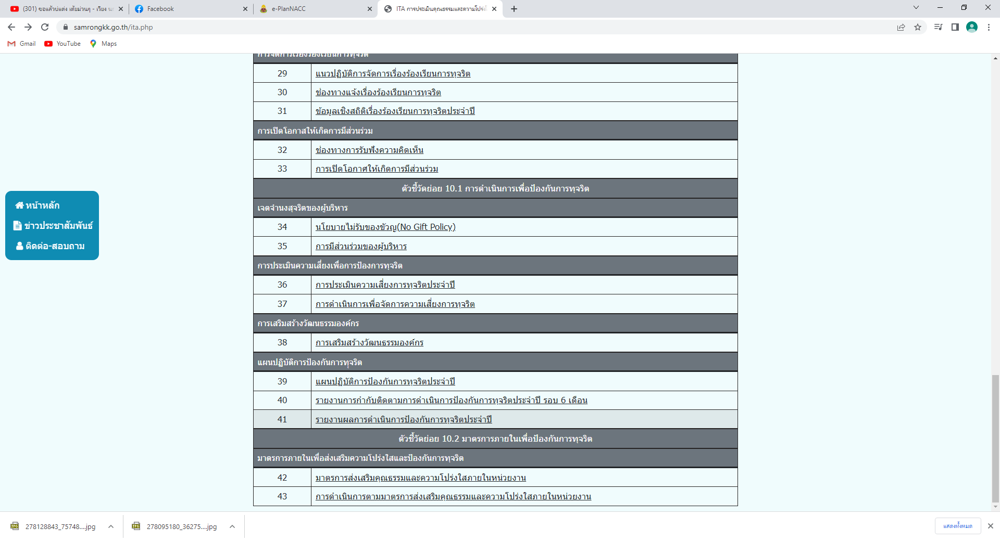 (301) ขอแล้วบ่แต่ง เต้ยม่วนๆ - เวียง
Facebook
e-PlanNACC
ITA การประเมินคุณธรรมและความโปร่งใ
samrongkk.go.th/ita.php
Gmail
YouTube
Maps
การจัดการเรื่องร้องเรียนการทุจริต
29 แนวปฏิบัติการจัดการเรื่องร้องเรียนการทุจริต
30 ช่องทางแจ้งเรื่องร้องเรียนการทุจริต
31 ข้อมูลเชิงสถิติเรื่องร้องเรียนการทุจริตประจำปี
การเปิดโอกาสให้เกิดการมีส่วนร่วม
32 ช่องทางการรับฟังความคิดเห็น
33 การเปิดโอกาศให้เกิดการมีส่วนร่วม
ตัวชี้วัดย่อย 10.1 การดำเนินการเพื่อป้องกันการทุจริต
เจตจำนงสุจริตของผู้บริหาร
34 นโยบายไม่รับของขัวญ(No Gift Policy)
35 การมีส่วนร่วมของผู้บริหาร
การประเมินความเสี่ยงเพื่อการป้องการทุจริต
36 การประเมินความเสี่ยงการทุจริตประจำปี
37 การดำเนินการเพื่อจัดการความเสี่ยงการทุจริต
การเสริมสร้างวัฒนธรรมองค์กร
38 การเสริมสร้างวัฒนธรรมองค์กร
แผนปฏิบัติการป้องกันการทุุจริต
39 แผนปฏิบัติการป้องกันการทุจริตประจำปี
40 รายงานการกำกับติดตามการดำเนินการป้องกันการทุจริตประจำปี รอบ 6 เดือน
41 รายงานผลการดำเนินการป้องกันการทุจริตประจำปี
ตัวชี้วัดย่อย 10.2 มาตรการภายในเพื่อป้องกันการทุจริต
มาตรการภายในเพื่อส่งเสริมความโปร่งใสและป้องกันการทุจริต
42 มาตรการส่งเสริมคุณธรรมและความโปร่งใสภายในหน่วยงาน
43 การดำเนินการตามมาตรการส่งเสริมคุณธรรมและความโปร่งใสภายในหน่วยงาน
หน้าหลัก
ข่าวประชาสัมพันธ์
ติดต่อ-สอบถาม
278128843_75748....jpg
278095180_36275....jpg
แสดงทั้งหมด